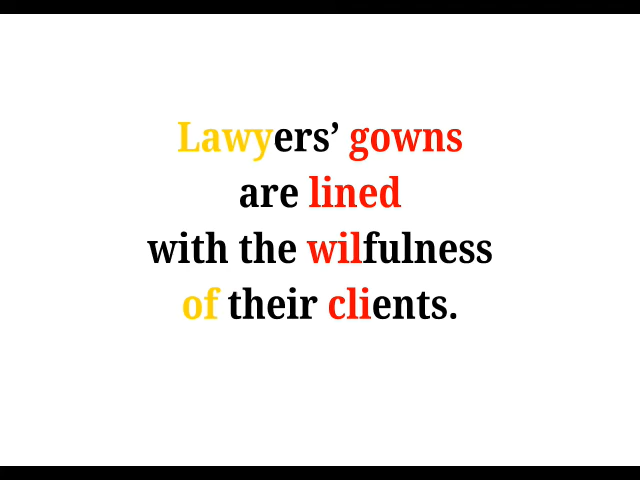 Lawyers’ gowns
are lined
with the wilfulness
of their clients.